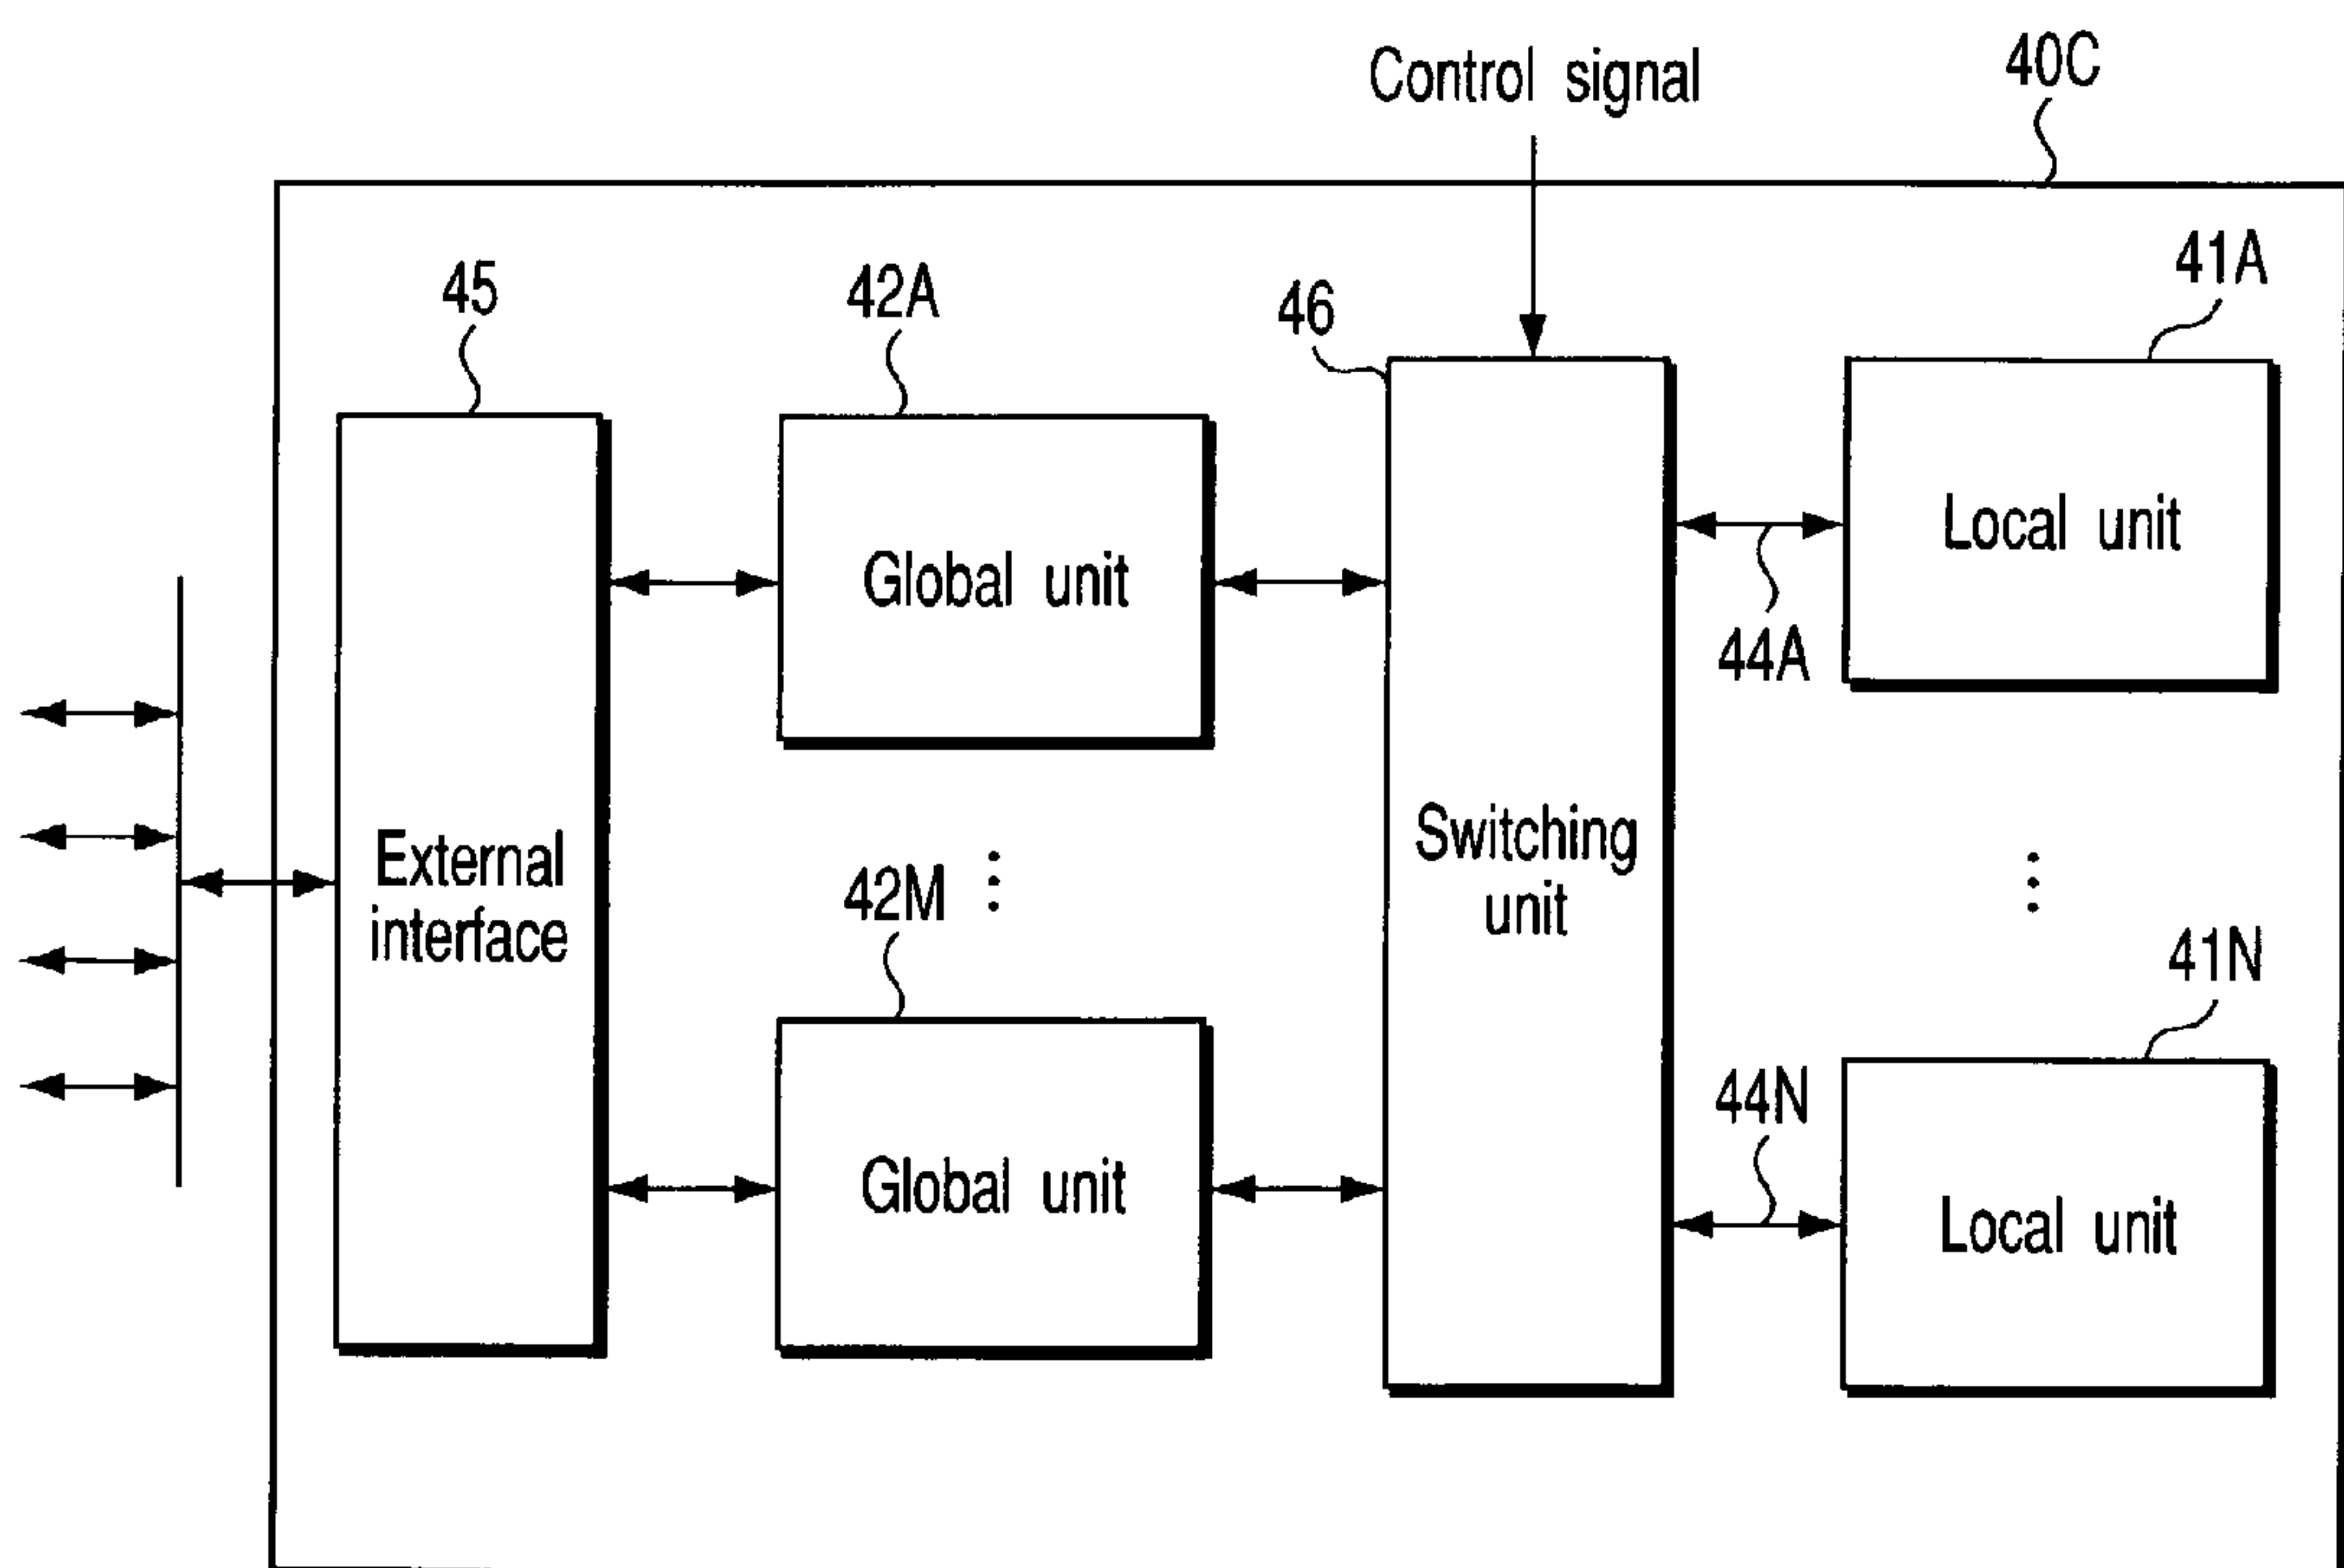 Control signal
40C
45
42A
46
41A
Global unit
Local unit
44A
External
interface
42M
Switching
unit
41N
44N
Global unit
Local unit